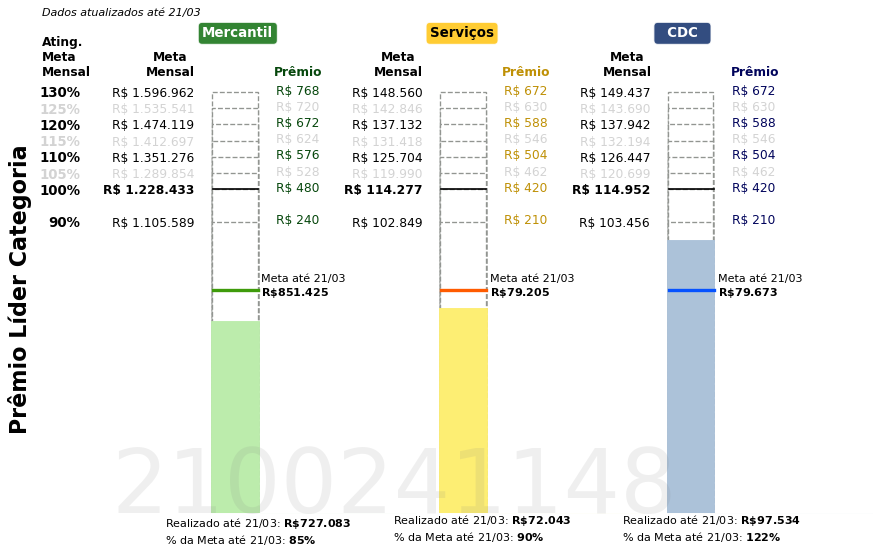 Dados atualizados até 21/03
Mercantil Serviços CDC
Ating.
Meta
Mensal
Meta
Mensal
Prêmio
Meta
Mensal
Prêmio
Meta
Mensal
Prêmio
130% R$ 1.596.962 R$ 768 R$ 148.560 R$ 672 R$ 149.437 R$ 672
125% R$ 1.535.541 R$ 720 R$ 142.846 R$ 630 R$ 143.690 R$ 630
120% R$ 1.474.119 R$ 672 R$ 137.132 R$ 588 R$ 137.942 R$ 588
115% R$ 1.412.697 R$ 624 R$ 131.418 R$ 546 R$ 132.194 R$ 546
110% R$ 1.351.276 R$ 576 R$ 125.704 R$ 504 R$ 126.447 R$ 504
105% R$ 1.289.854 R$ 528 R$ 119.990 R$ 462 R$ 120.699 R$ 462
100% R$ 1.228.433 R$ 480 R$ 114.277 R$ 420 R$ 114.952 R$ 420
90% R$ 1.105.589 R$ 240 R$ 102.849 R$ 210 R$ 103.456 R$ 210
Prêmio Líder Categoria
Meta até 21/03
R$851.425
Meta até 21/03
R$79.205
Meta até 21/03
R$79.673
2100241148
Realizado até 21/03: R$727.083
% da Meta até 21/03: 85%
Realizado até 21/03: R$72.043
% da Meta até 21/03: 90%
Realizado até 21/03: R$97.534
% da Meta até 21/03: 122%